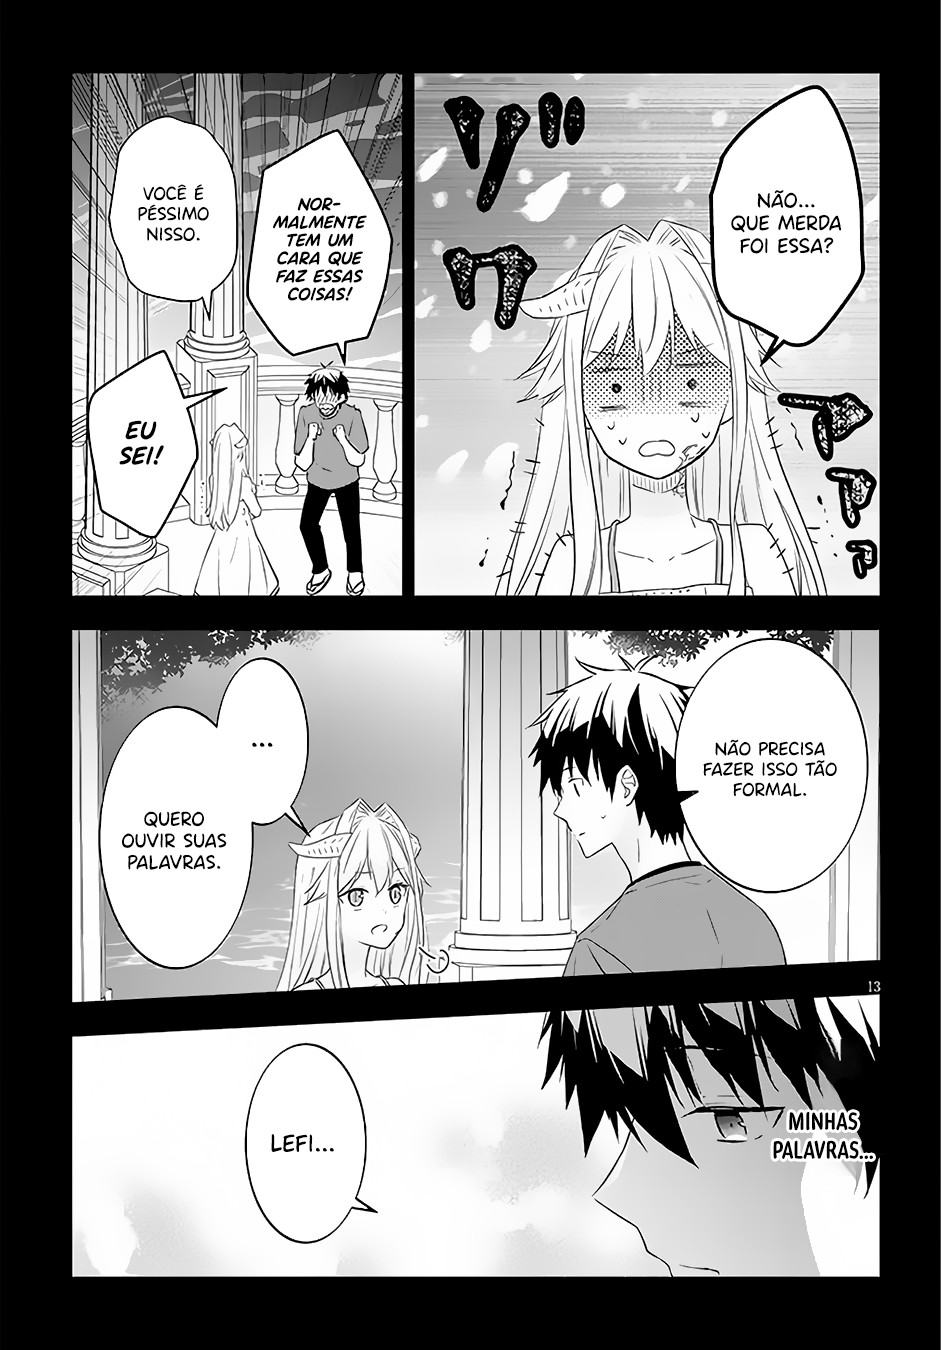 NÃO...
QUE MERDA
FOI ESSA?
ゾ
ワ
ァ
ァ
ァ
NOR-
MALMENTE
TEM UM
CARA QUE
FAZ ESSAS
COISAS!
VOCÊ É
PÉSSIMO
NISSO.
EU
SEI!
NÃO PRECISA
FAZER ISSO TÃO
FORMAL.
...
QUERO
OUVIR SUAS
PALAVRAS.
13
MINHAS
PALAVRAS...
LEFI...